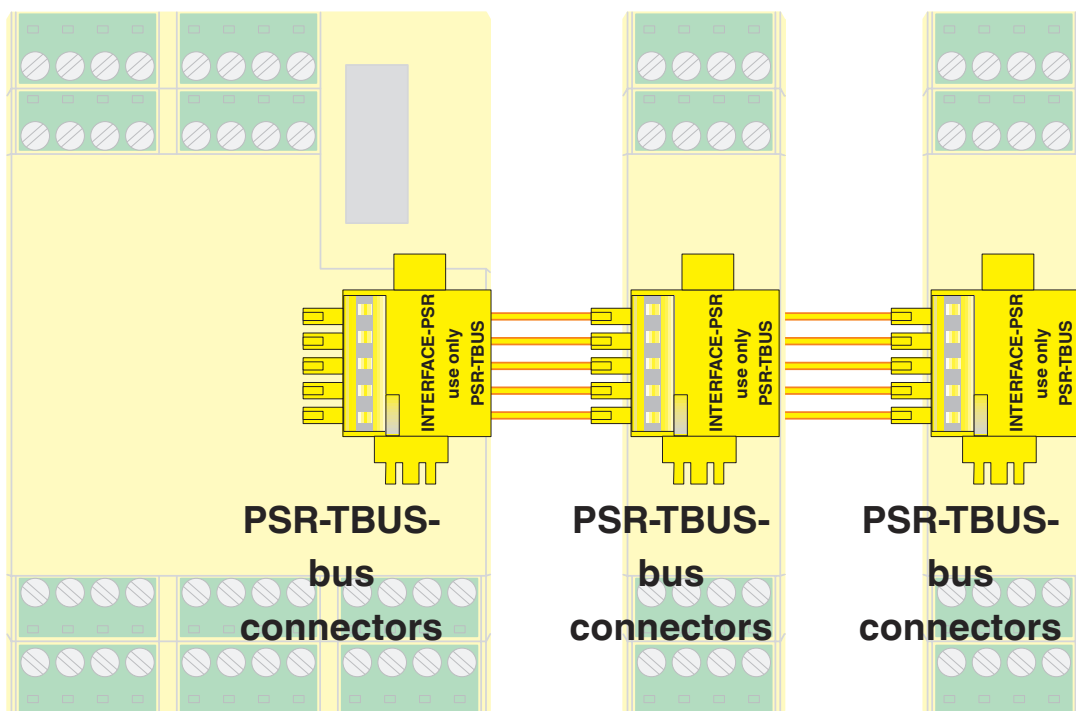 INTERFACE-PSR
use only
PSR-TBUS
INTERFACE-PSR
use only
PSR-TBUS
INTERFACE-PSR
use only
PSR-TBUS
PSR-TBUS-
bus
connectors
PSR-TBUS-
bus
connectors
PSR-TBUS-
bus
connectors